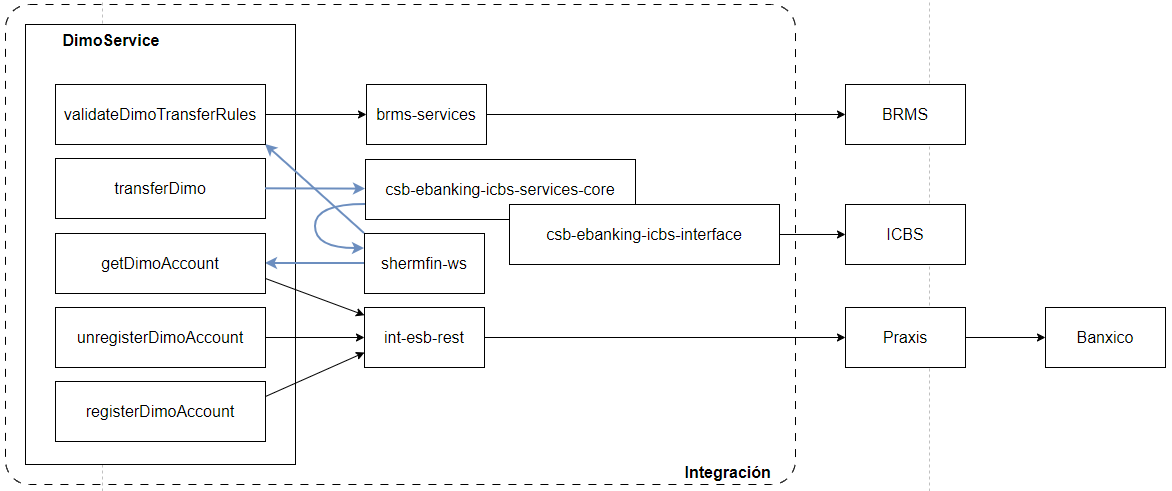 DimoService
validateDimoTransferRules
brms-services
BRMS
transferDimo
csb-ebanking-icbs-services-core
csb-ebanking-icbs-interface
ICBS
getDimoAccount
shermfin-ws
unregisterDimoAccount
int-esb-rest
Praxis
Banxico
registerDimoAccount
Integración